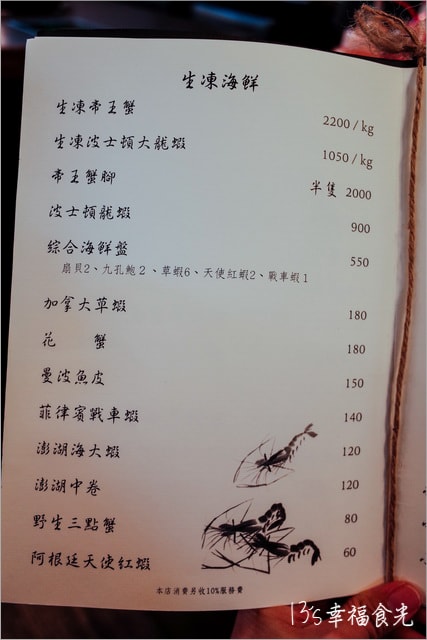 生凍海鮮
生凍帝王蟹 2200 / kg
生凍波士頓大龍蝦 1050 / kg
帝王蟹腳 半隻 2000
波士頓龍蝦 900
綜合海鮮盤 550
扇貝2、九孔鮑2、草蝦6、天使紅蝦2、戰車蝦1
加拿大草蝦 180
花 蟹 180
曼波魚皮 150
菲律賓戰車蝦 140
澎湖海大蝦 120
澎湖中卷 120
野生三點蟹 80
阿根廷天使紅蝦 60
本店消費另收10%服務費
13's幸福食光